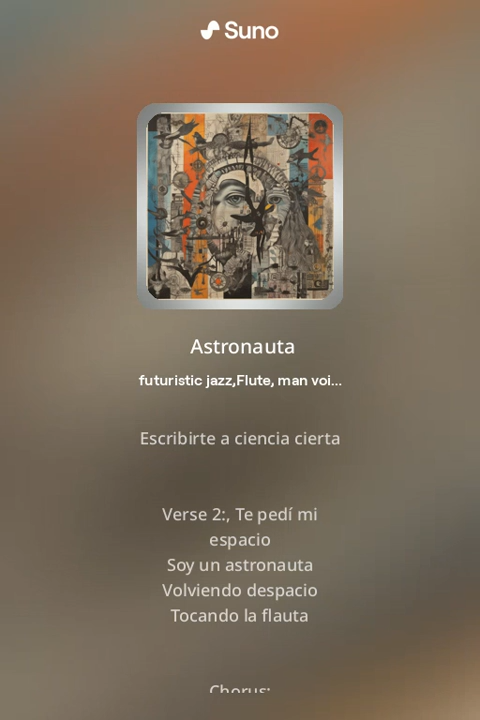 Suno
Astronauta
futuristic jazz,Flute, man voi...
Escribirte a ciencia cierta
Verse 2:, Te pedí mi
espacio
Soy un astronauta
Volviendo despacio
Tocando la flauta
Chorus: